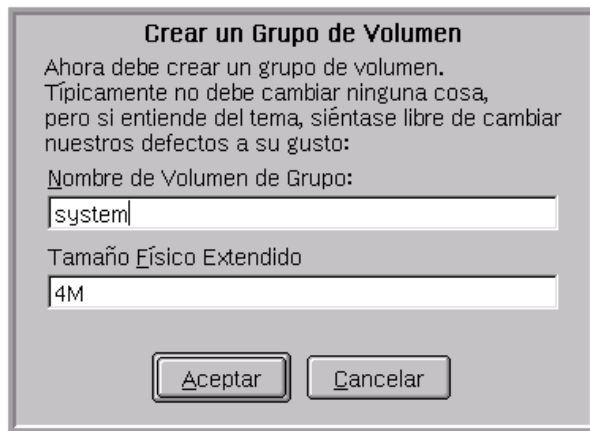 Crear un Grupo de Volumen
Ahora debe crear un grupo de volumen.
Típicamente no debe cambiar ninguna cosa,
pero si entiende del tema, siéntase libre de cambiar
nuestros defectos a su gusto:
Nombre de Volumen de Grupo:
system
Tamaño Físico Extendido
4M
Aceptar
Cancelar